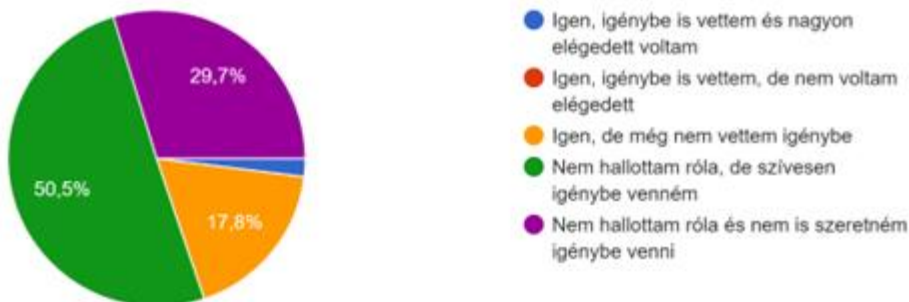 29,7%
50,5%
17,8%
Igen, igénybe is vettem és nagyon
elégedett voltam
Igen, igénybe is vettem, de nem voltam
elégedett
Igen, de még nem vettem igénybe
Nem hallottam róla, de szívesen
igénybe venném
Nem hallottam róla és nem is szeretném
igénybe venni